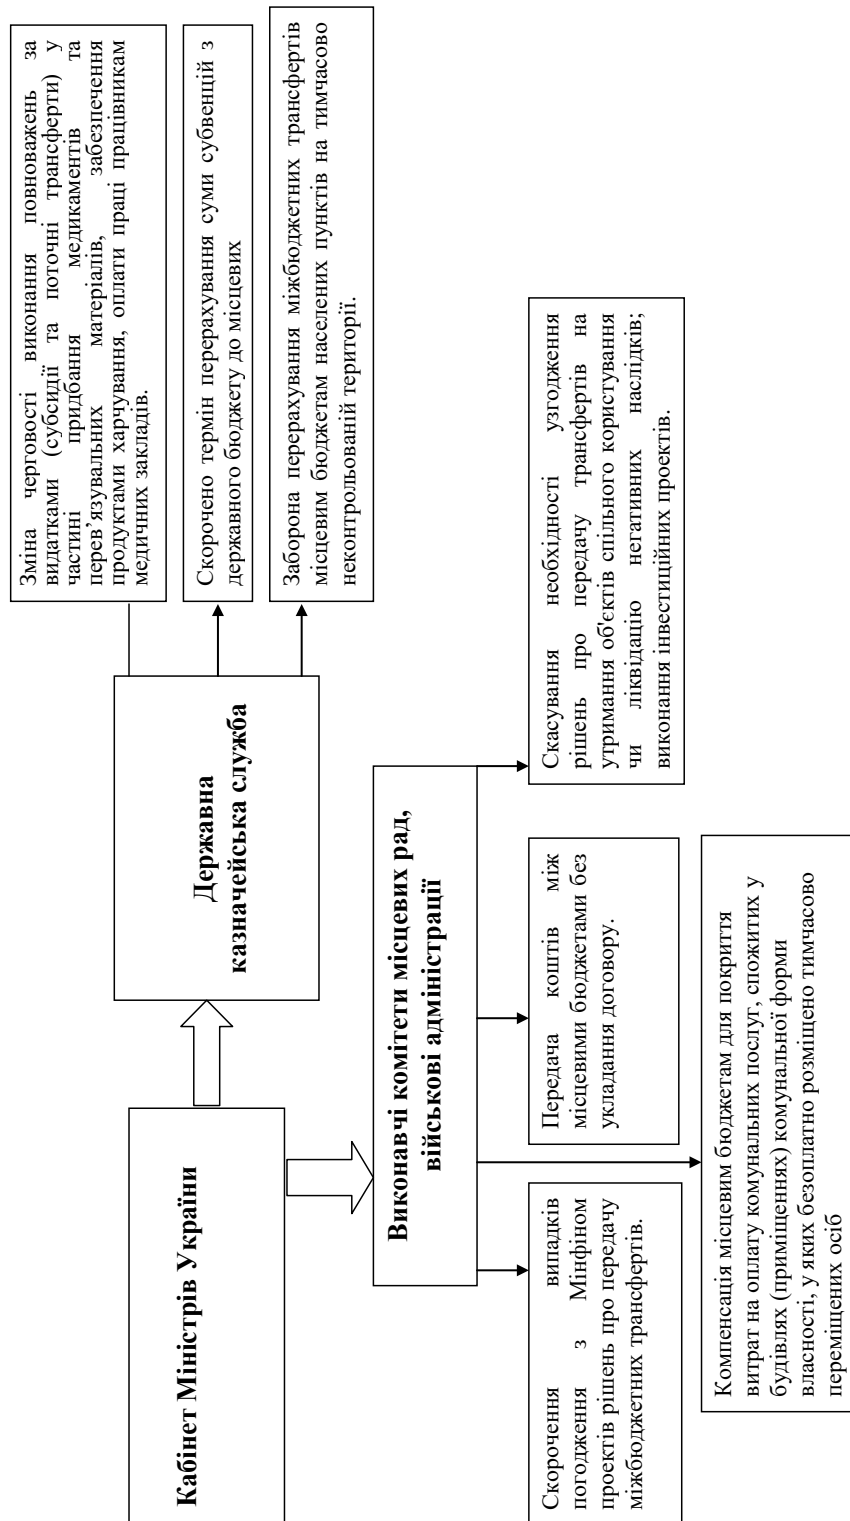 Кабінет Міністрів України
Державна
казначейська служба
Зміна черговості виконання повноважень за
видатками (субсидії та поточні трансферти) у
частині придбання медикаментів та
перев’язувальних матеріалів, забезпечення
продуктами харчування, оплати праці працівникам
медичних закладів.
Скорочено термін перерахування суми субвенцій з
державного бюджету до місцевих
Заборона перерахування міжбюджетних трансфертів
місцевим бюджетам населених пунктів на тимчасово
неконтрольованій території.
Виконавчі комітети місцевих рад,
військові адміністрації
Скорочення випадків
погодження з Мінфіном
проектів рішень про передачу
міжбюджетних трансфертів.
Передача коштів між
місцевими бюджетами без
укладання договору.
Скасування необхідності узгодження
рішень про передачу трансфертів на
утримання об'єктів спільного користування
чи ліквідацію негативних наслідків;
виконання інвестиційних проектів.
Компенсація місцевим бюджетам для покриття
витрат на оплату комунальних послуг, спожитих у
будівлях (приміщеннях) комунальної форми
власності, у яких безоплатно розміщено тимчасово
переміщених осіб